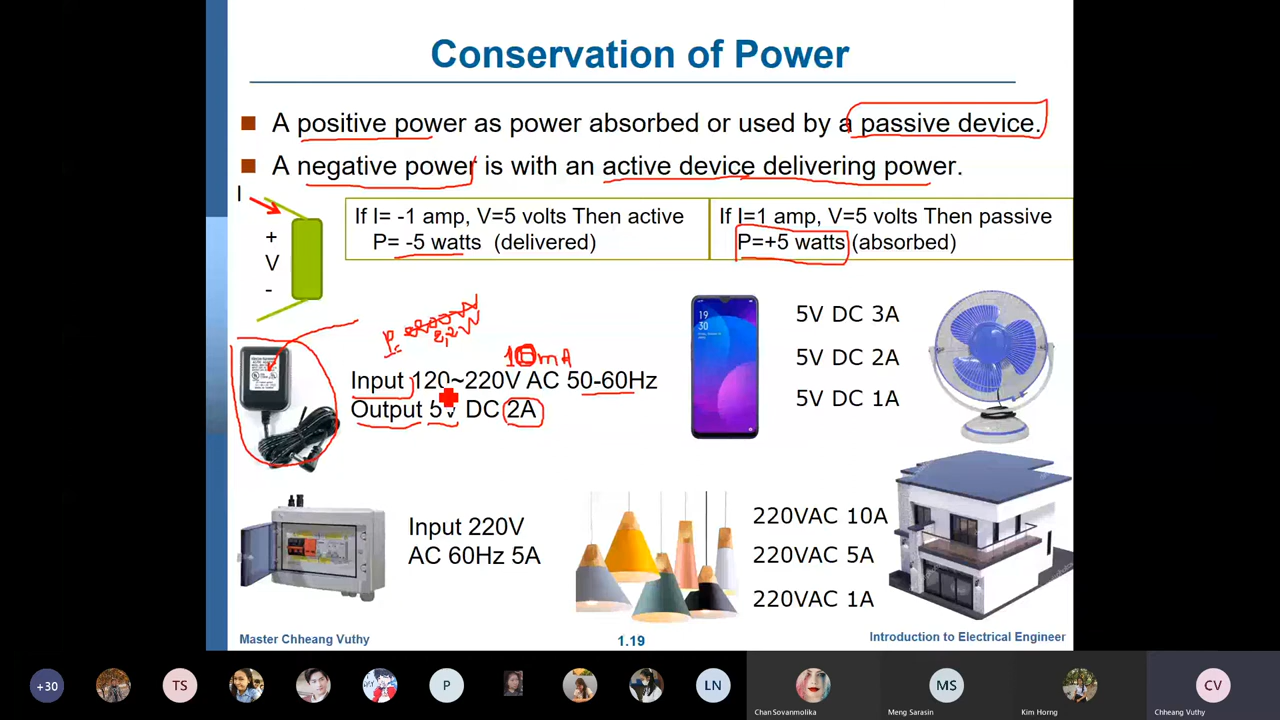 Conservation of Power
A positive power as power absorbed or used by a passive device.
A negative power is with an active device delivering power.
I
+
V
-
If I= -1 amp, V=5 volts Then active
P= -5 watts (delivered)
If I=1 amp, V=5 volts Then passive
P=+5 watts (absorbed)
Input 120~220V AC 50-60Hz
Output 5V DC 2A
5V DC 3A
5V DC 2A
5V DC 1A
19
30
Input 220V
AC 60Hz 5A
220VAC 10A
220VAC 5A
220VAC 1A
Master Chheang Vuthy
1.19
Introduction to Electrical Engineer
+30
TS
P
LN
Chan Sovanmolika
MS
Meng Sarasin
Kim Horng
CV
Chheang Vuthy